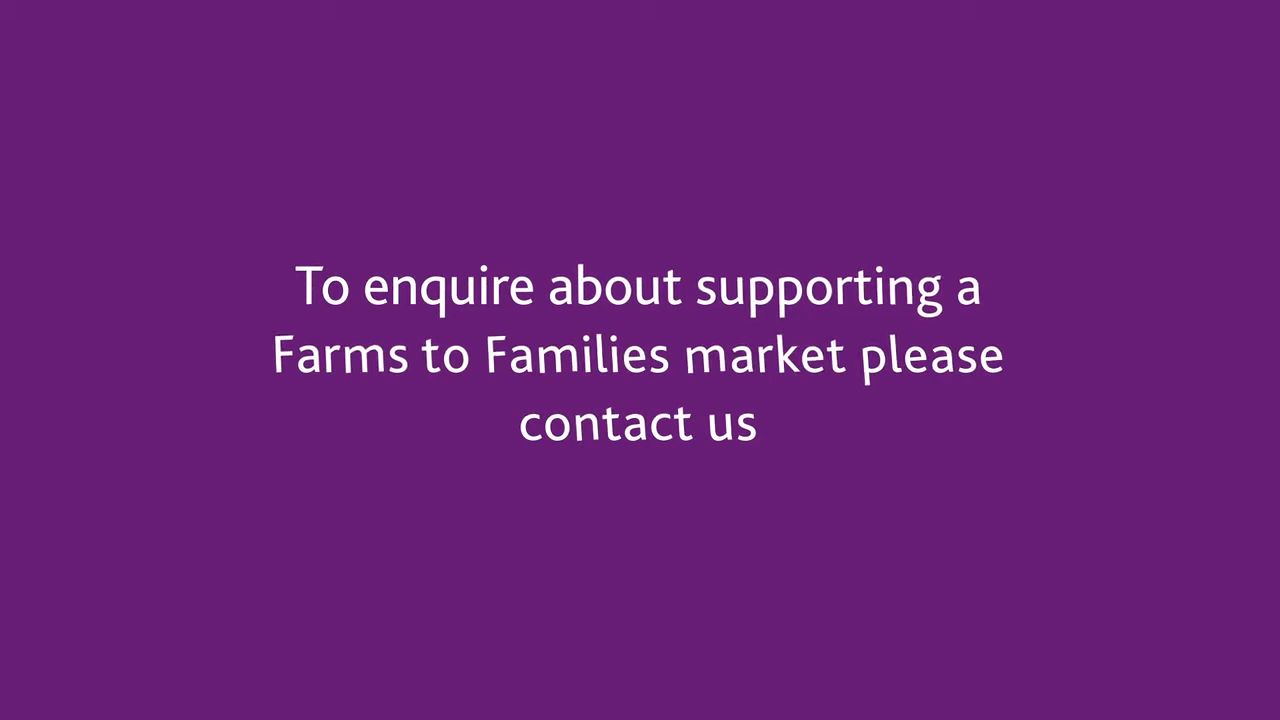 To enquire about supporting a
Farms to Families market please
contact us